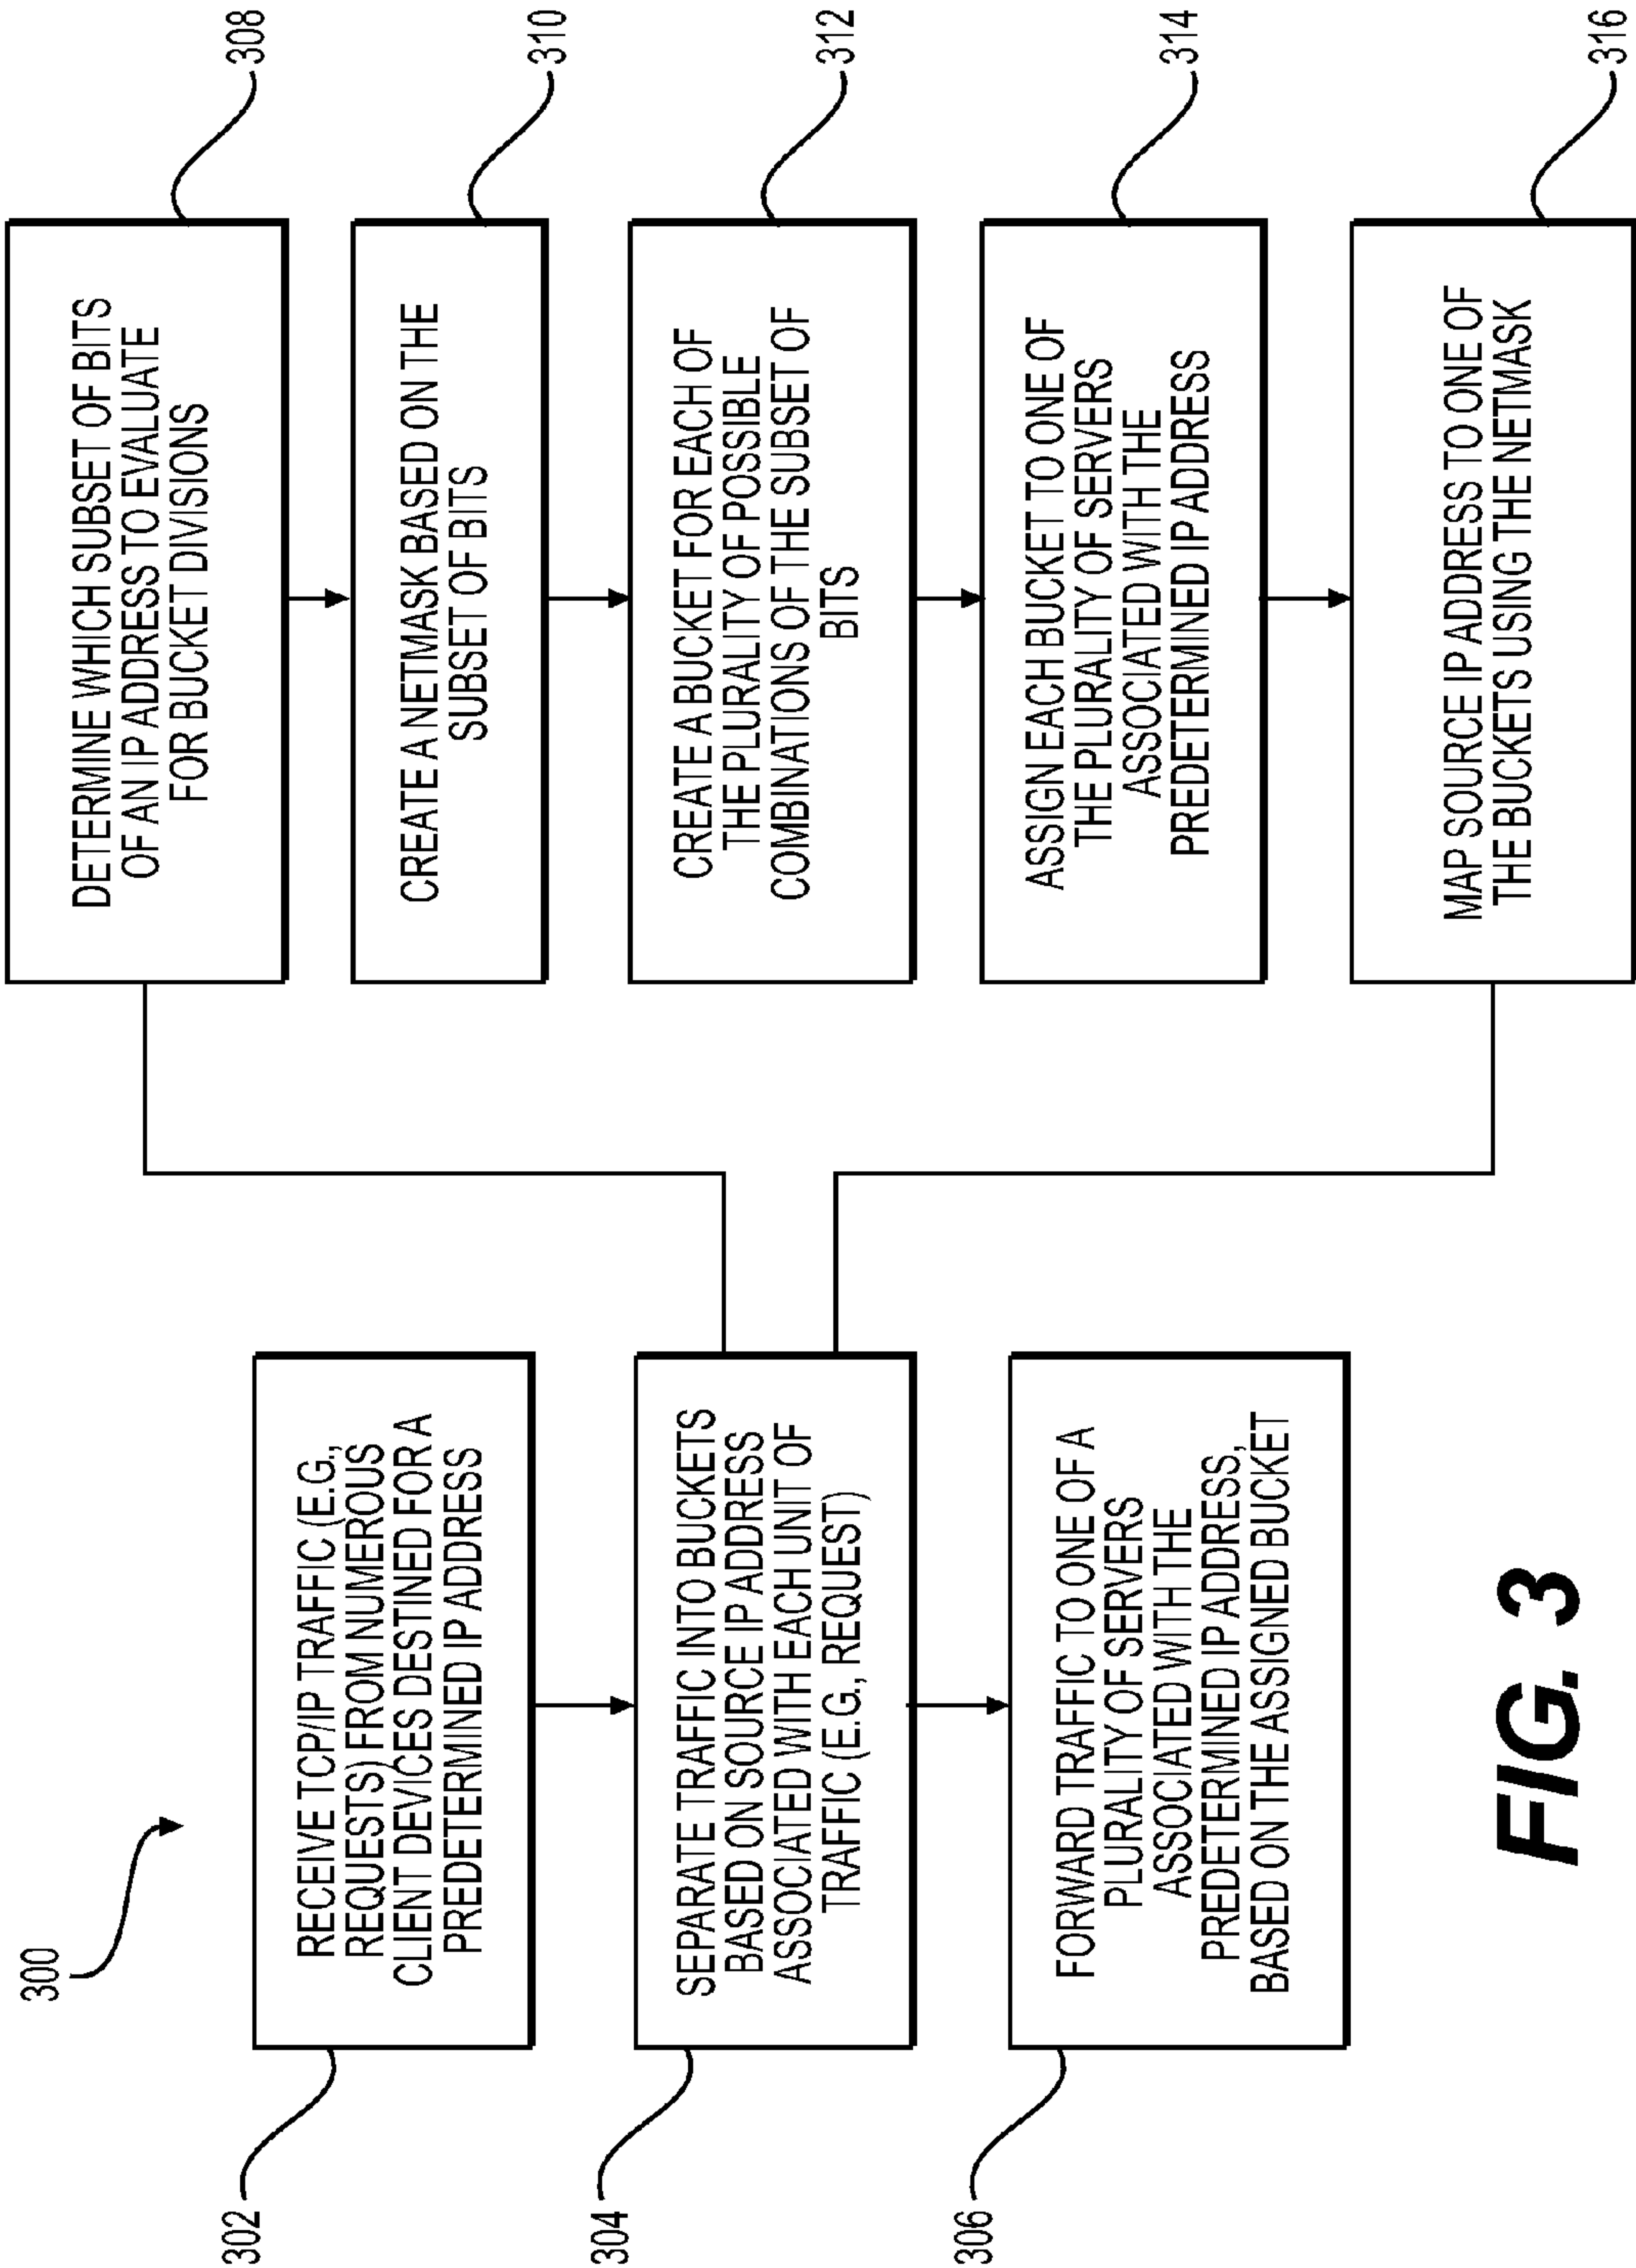 300
302
RECEIVE TCP/IP TRAFFIC (E.G.,
REQUESTS) FROM NUMEROUS
CLIENT DEVICES DESTINED FOR A
PREDETERMINED IP ADDRESS
304
SEPARATE TRAFFIC INTO BUCKETS
BASED ON SOURCE IP ADDRESS
ASSOCIATED WITH EACH UNIT OF
TRAFFIC (E.G., REQUEST)
306
FORWARD TRAFFIC TO ONE OF A
PLURALITY OF SERVERS
ASSOCIATED WITH THE
PREDETERMINED IP ADDRESS,
BASED ON THE ASSIGNED BUCKET
308
DETERMINE WHICH SUBSET OF BITS
OF AN IP ADDRESS TO EVALUATE
FOR BUCKET DIVISIONS
310
CREATE A NETMASK BASED ON THE
SUBSET OF BITS
312
CREATE A BUCKET FOR EACH OF
THE PLURALITY OF POSSIBLE
COMBINATIONS OF THE SUBSET OF
BITS
314
ASSIGN EACH BUCKET TO ONE OF
THE PLURALITY OF SERVERS
ASSOCIATED WITH THE
PREDETERMINED IP ADDRESS
316
MAP SOURCE IP ADDRESS TO ONE OF
THE BUCKETS USING THE NETMASK
FIG. 3